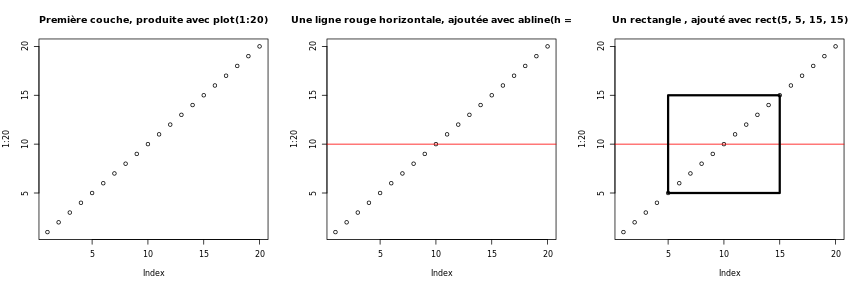 Première couche, produite avec plot(1:20)
20
15
10
5
1:20
5 10 15 20
Index
Une ligne rouge horizontale, ajoutée avec abline(h =
20
15
10
5
1:20
5 10 15 20
Index
Un rectangle , ajouté avec rect(5, 5, 15, 15)
20
15
10
5
1:20
5 10 15 20
Index